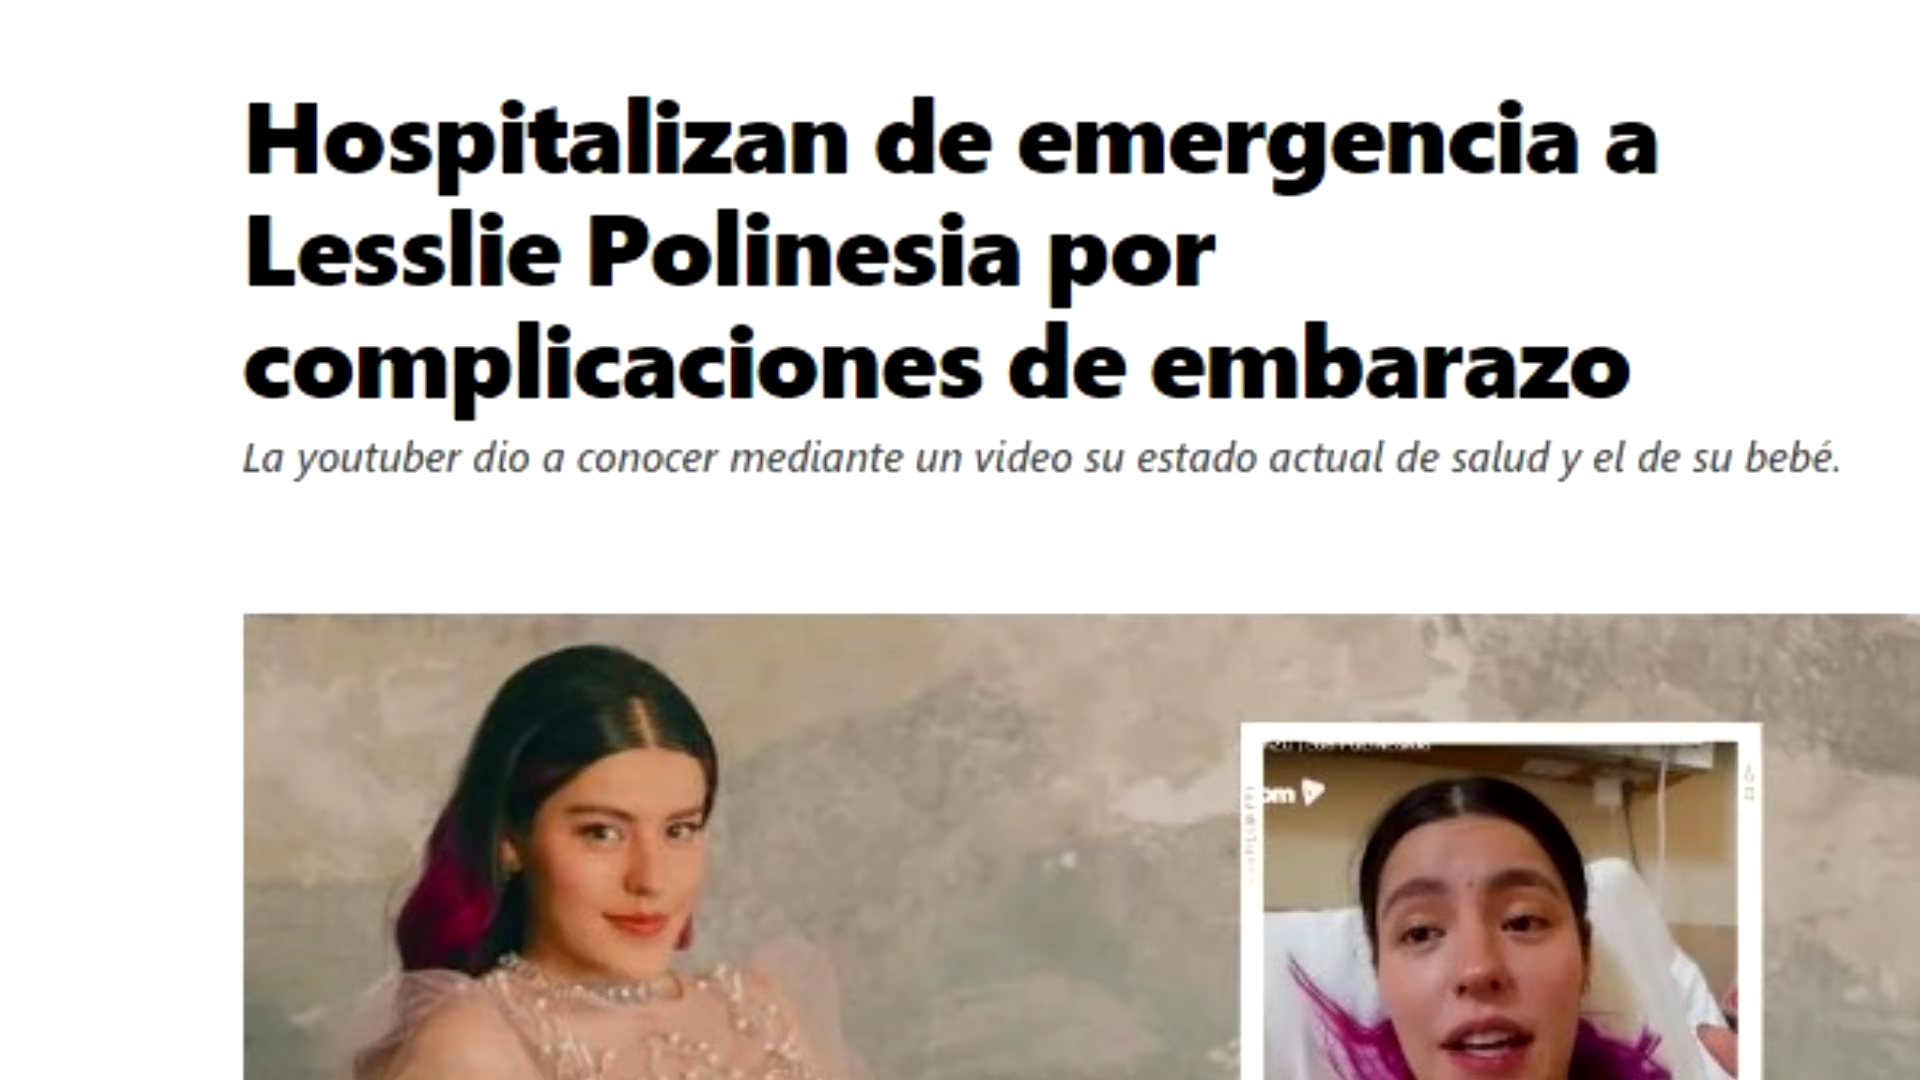 Hospitalizan de emergencia a
Lesslie Polinesia por
complicaciones de embarazo
La youtuber dio a conocer mediante un video su estado actual de salud y el de su bebé.
om